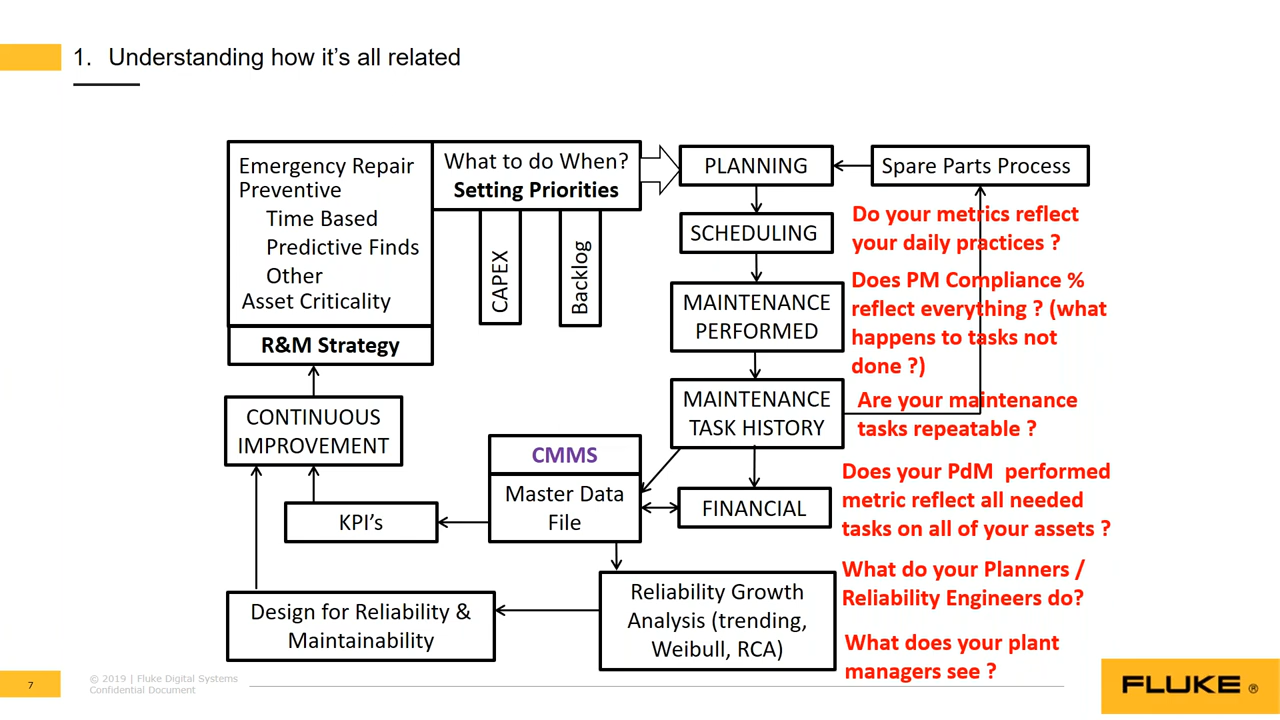 1. Understanding how it's all related
Emergency Repair
Preventive
Time Based
Predictive Finds
Other
Asset Criticality
R&M Strategy
What to do When?
Setting Priorities
CAPEX
Backlog
PLANNING
Spare Parts Process
SCHEDULING
MAINTENANCE
PERFORMED
MAINTENANCE
TASK HISTORY
FINANCIAL
CMMS
Master Data
File
KPI's
CONTINUOUS
IMPROVEMENT
Design for Reliability &
Maintainability
Reliability Growth
Analysis (trending,
Weibull, RCA)
Do your metrics reflect
your daily practices ?
Does PM Compliance %
reflect everything ? (what
happens to tasks not
done ?)
Are your maintenance
tasks repeatable ?
Does your PdM performed
metric reflect all needed
tasks on all of your assets ?
What do your Planners /
Reliability Engineers do?
What does your plant
managers see ?
7
© 2019 | Fluke Digital Systems
Confidential Document
FLUKE ®